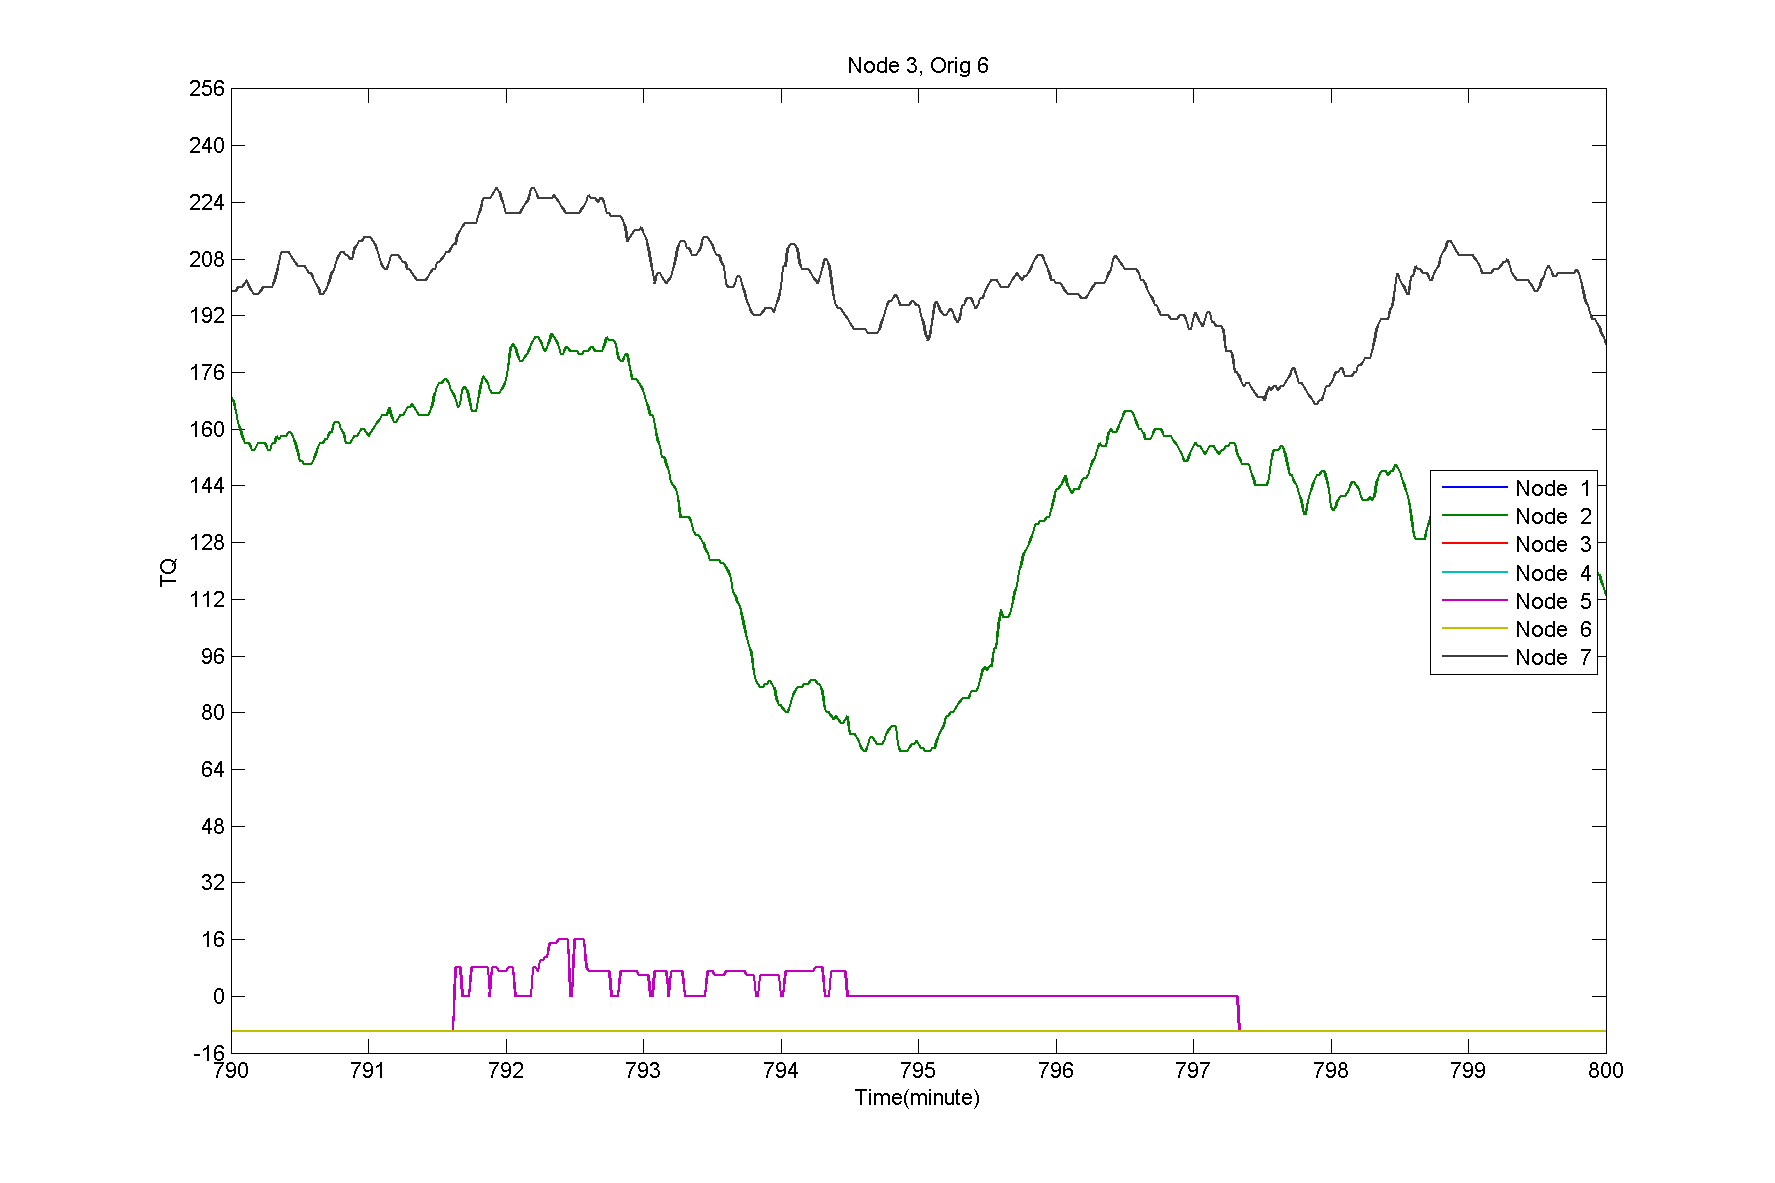 Node 3, Orig 6
256
240
224
208
192
176
160
144
128
112
96
80
64
48
32
16
0
-16
TQ
790 791 792 793 794 795 796 797 798 799 800
Time(minute)
Node 1
Node 2
Node 3
Node 4
Node 5
Node 6
Node 7